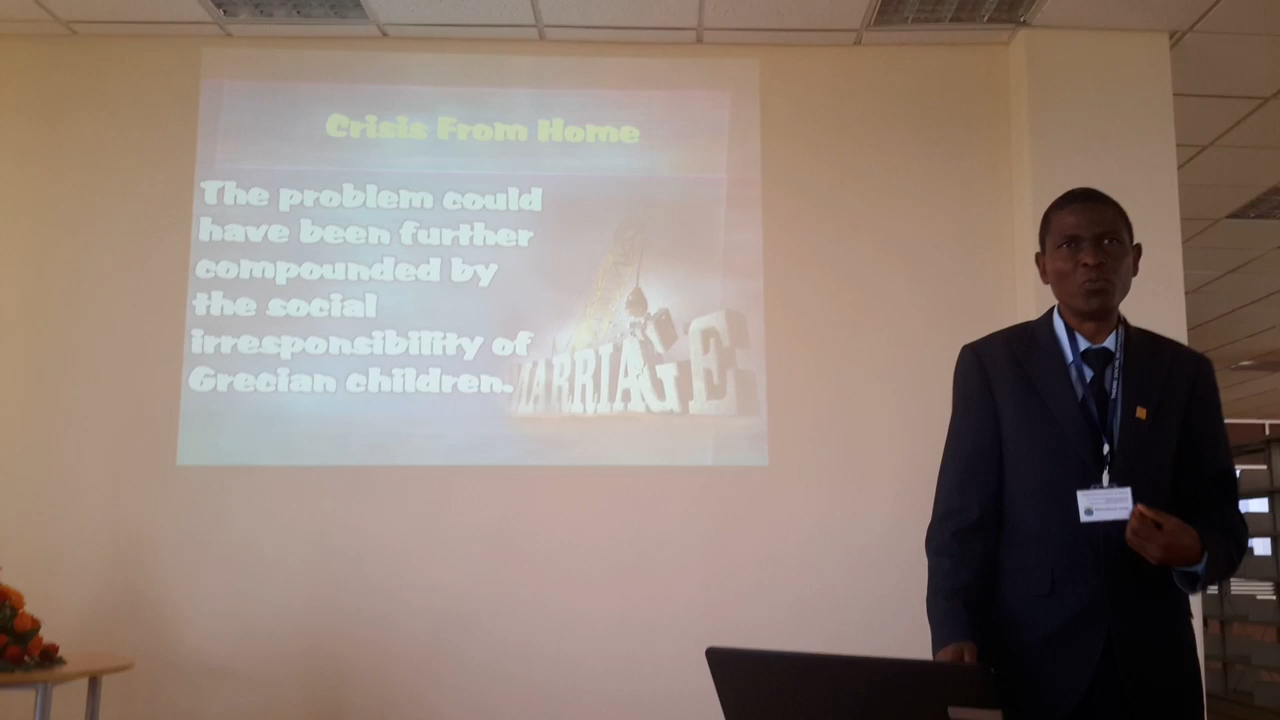 Crisis From Home
The problem could
have been further
compounded by
the social
irresponsibility of
Grecian children.
MARRIAGE